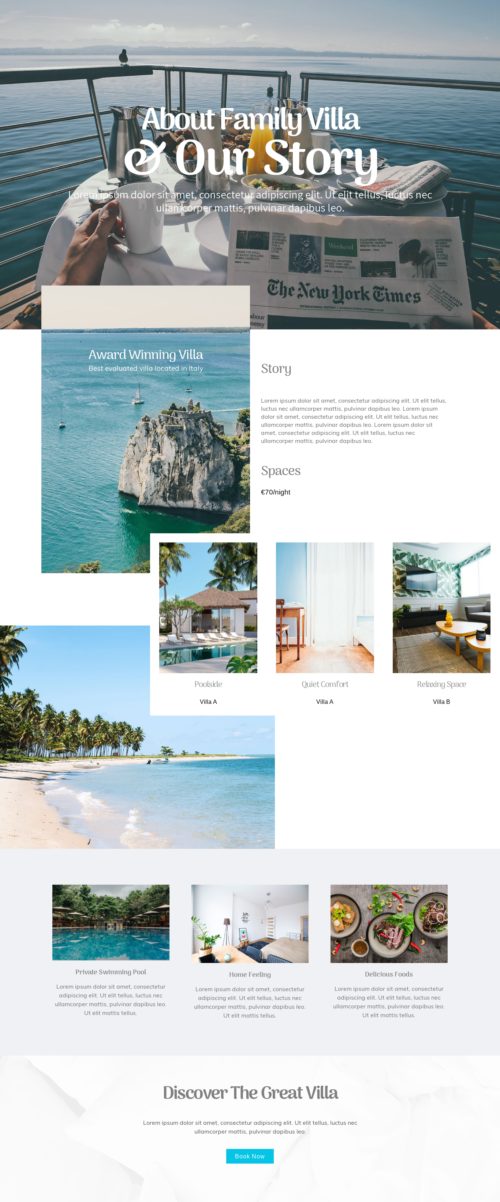 About Family Villa
& Our Story
Lorem ipsum dolor sit amet, consectetur adipiscing elit. Ut elit tellus, luctus nec
ullamcorper mattis, pulvinar dapibus leo.
Weekend
The New York Times
Award Winning Villa
Best evaluated villa located in Italy
Story
Lorem ipsum dolor sit amet, consectetur adipiscing elit. Ut elit tellus,
luctus nec ullamcorper mattis, pulvinar dapibus leo. Lorem ipsum
dolor sit amet, consectetur adipiscing elit. Ut elit tellus, luctus nec
ullamcorper mattis, pulvinar dapibus leo. Lorem ipsum dolor sit
amet, consectetur adipiscing elit. Ut elit tellus, luctus nec
ullamcorper mattis, pulvinar dapibus leo.
Spaces
€70/night
Poolside
Villa A
Quiet Comfort
Villa A
Relaxing Space
Villa B
Private Swimming Pool
Lorem ipsum dolor sit amet, consectetur
adipiscing elit. Ut elit tellus, luctus nec
ullamcorper mattis, pulvinar dapibus leo.
Ut elit mattis tellus.
Home Feeling
Lorem ipsum dolor sit amet, consectetur
adipiscing elit. Ut elit tellus, luctus nec
ullamcorper mattis, pulvinar dapibus leo.
Ut elit mattis tellus.
Delicious Foods
Lorem ipsum dolor sit amet, consectetur
adipiscing elit. Ut elit tellus, luctus nec
ullamcorper mattis, pulvinar dapibus leo.
Ut elit mattis tellus.
Discover The Great Villa
Lorem ipsum dolor sit amet, consectetur adipiscing elit. Ut elit tellus, luctus nec
ullamcorper mattis, pulvinar dapibus leo.
Book Now